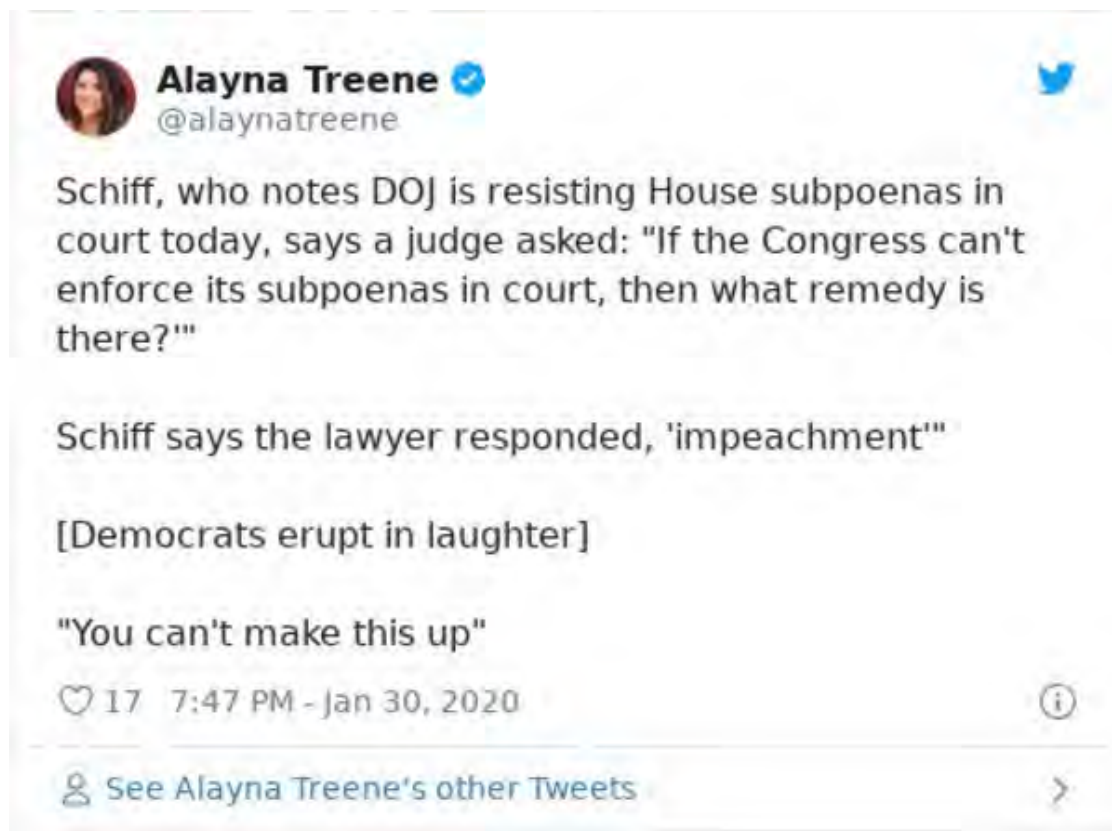 Alayna Treene
@alaynatreene
Schiff, who notes DOJ is resisting House subpoenas in
court today, says a judge asked: "If the Congress can't
enforce its subpoenas in court, then what remedy is
there?'"
Schiff says the lawyer responded, 'impeachment'"
[Democrats erupt in laughter]
"You can't make this up"
17 7:47 PM - Jan 30, 2020
See Alayna Treene's other Tweets